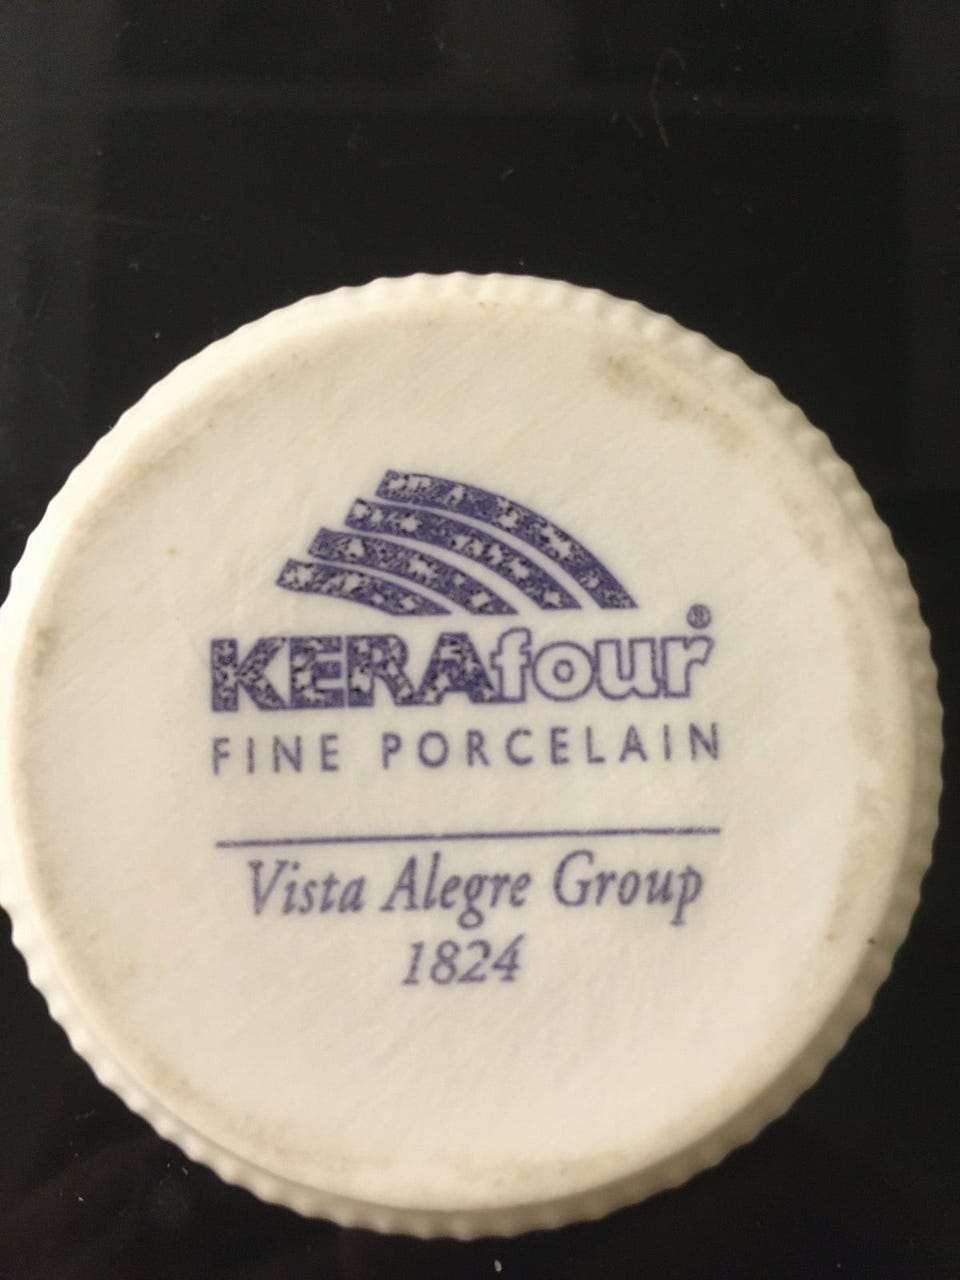 KERAfour®
FINE PORCELAIN
Vista Alegre Group
1824